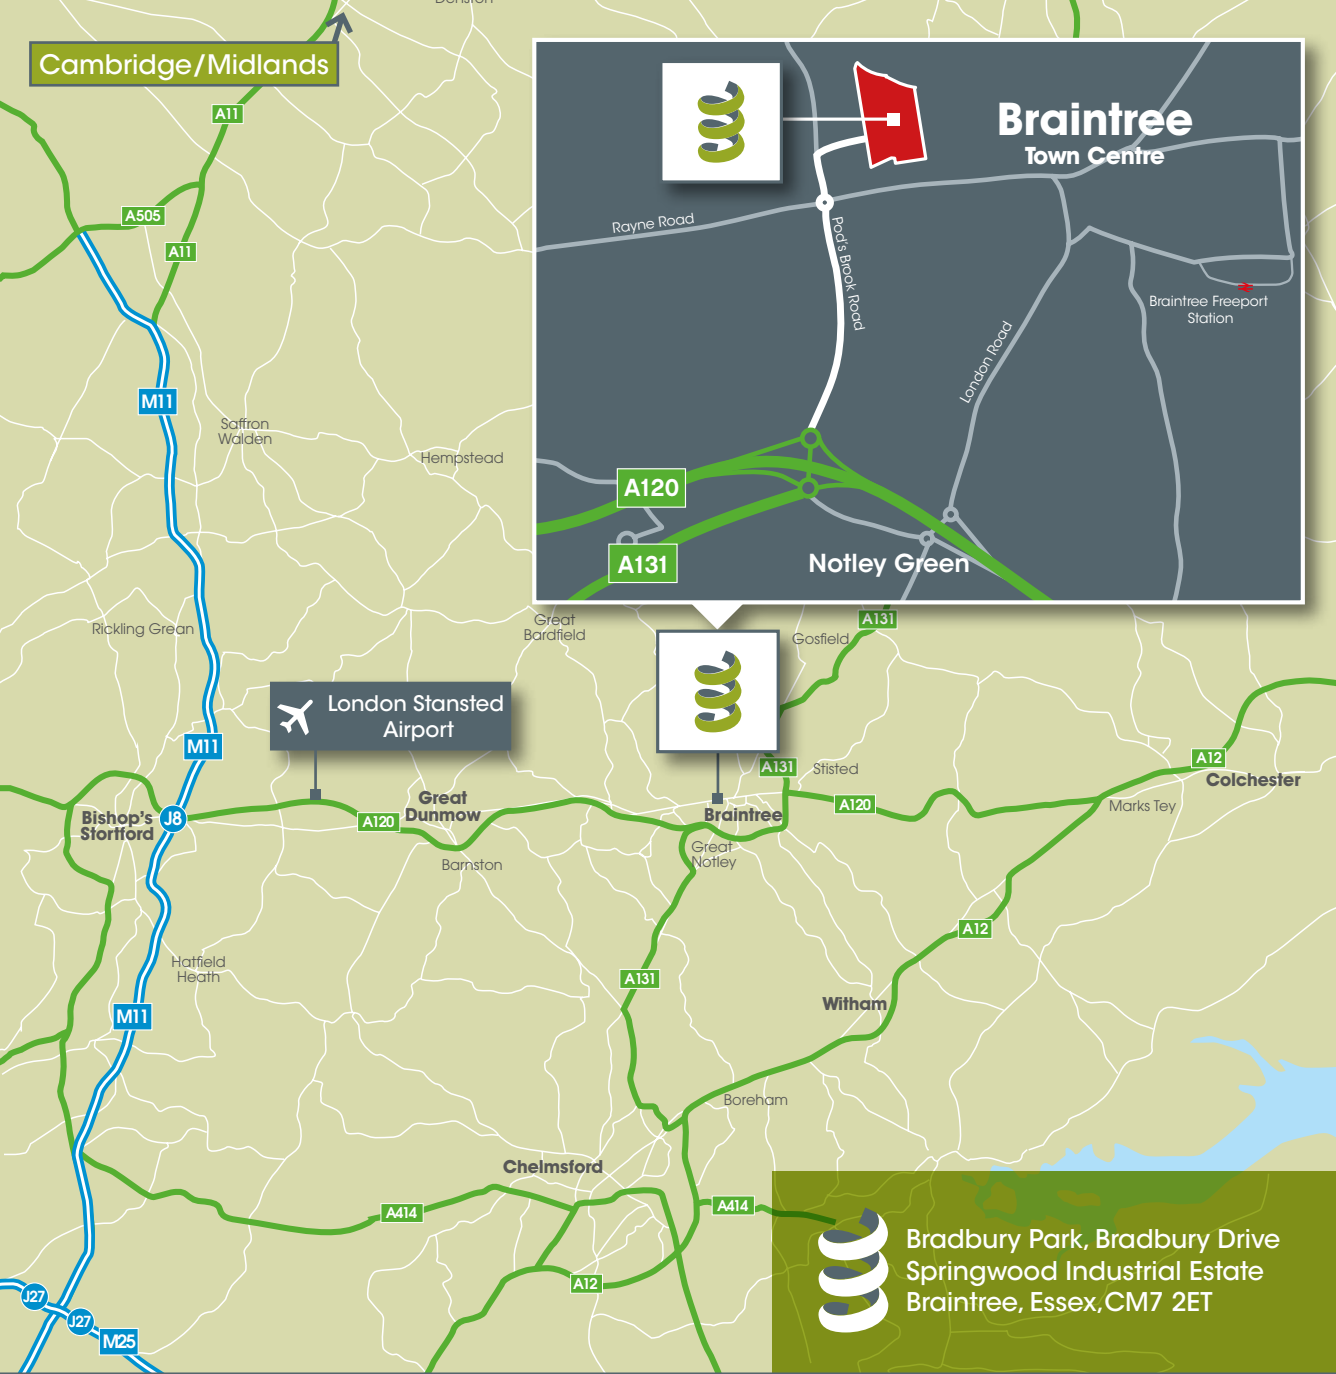 Cambridge/Midlands
A11
A505
A11
M11
Saffron
Walden
Hempstead
Rickling Grean
Great
Bardfield
Braintree
Town Centre
Rayne Road
Pod's Brook Road
London Road
Braintree Freeport
Station
A120
A131
Notley Green
A131
Gosfield
London Stansted
Airport
M11
A131
Stisted
A12
Colchester
Bishop's
Stortford
J8
A120
Great
Dunmow
Barnston
Braintree
A120
Marks Tey
Great
Notley
A12
Hatfield
Heath
A131
Witham
M11
Boreham
Chelmsford
A414
A414
A12
J27
J27
M25
Bradbury Park, Bradbury Drive
Springwood Industrial Estate
Braintree, Essex,CM7 2ET